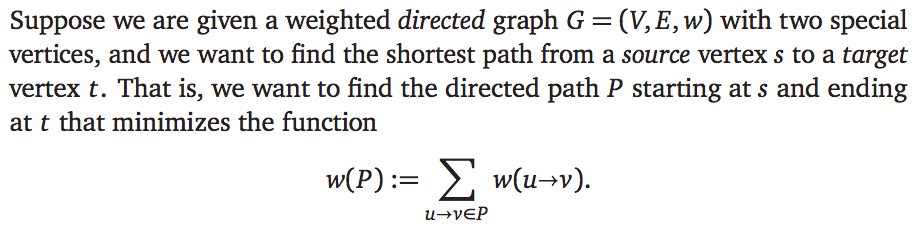 Suppose we are given a weighted directed graph G = (V, E, w) with two special
vertices, and we want to find the shortest path from a source vertex s to a target
vertex t. That is, we want to find the directed path P starting at s and ending
at t that minimizes the function
w(P) := ∑ w(u→v).
u→v∈P